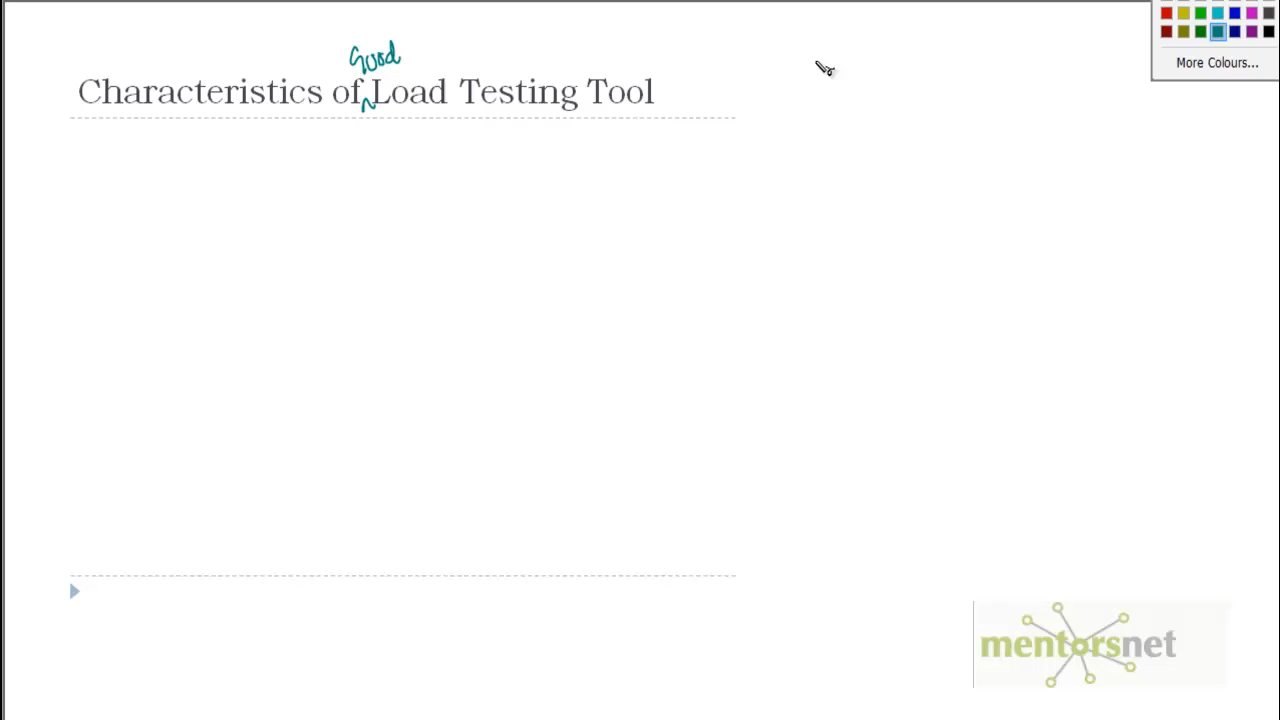 Good
Characteristics of Load Testing Tool
More Colours...
mentorsnet